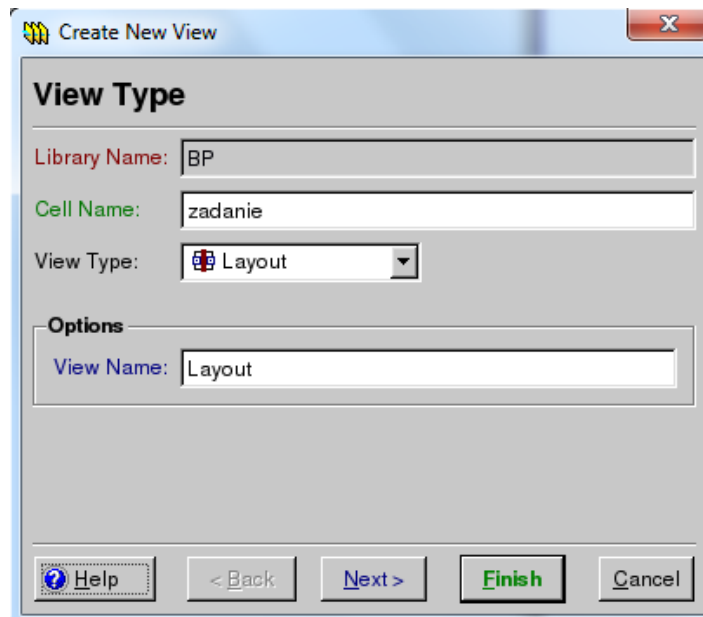 Create New View
View Type
Library Name: BP
Cell Name: zadanie
View Type: Layout
Options
View Name: Layout
Help < Back Next > Finish Cancel